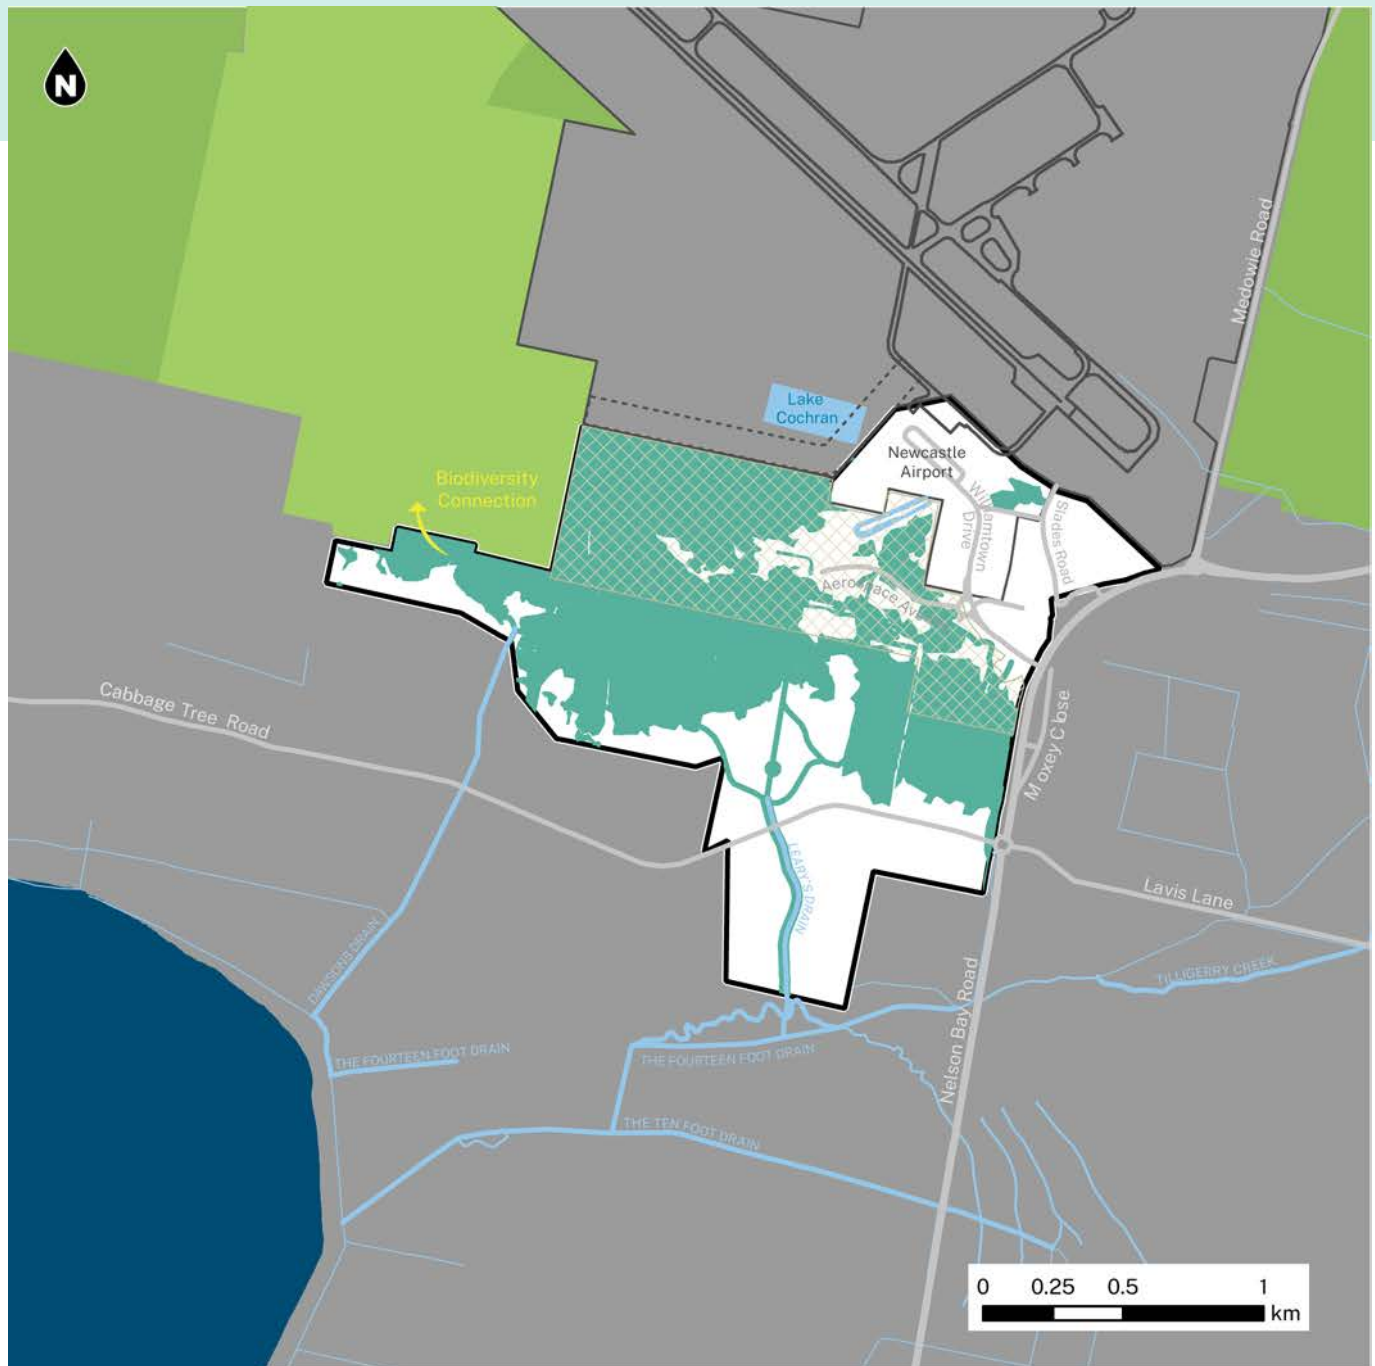 N
Medowie Road
Lake
Cochran
Newcastle
Airport
Biodiversity
Connection
Williamtown
Drive
Slades Road
Aerospace Ave
Cabbage Tree Road
Moxey Close
LEARY'S DRAIN
Lavis Lane
DAWSONS DRAIN
TILLIGERRY CREEK
Nelson Bay Road
THE FOURTEEN FOOT DRAIN
THE FOURTEEN FOOT DRAIN
THE TEN FOOT DRAIN
0 0.25 0.5 1
km